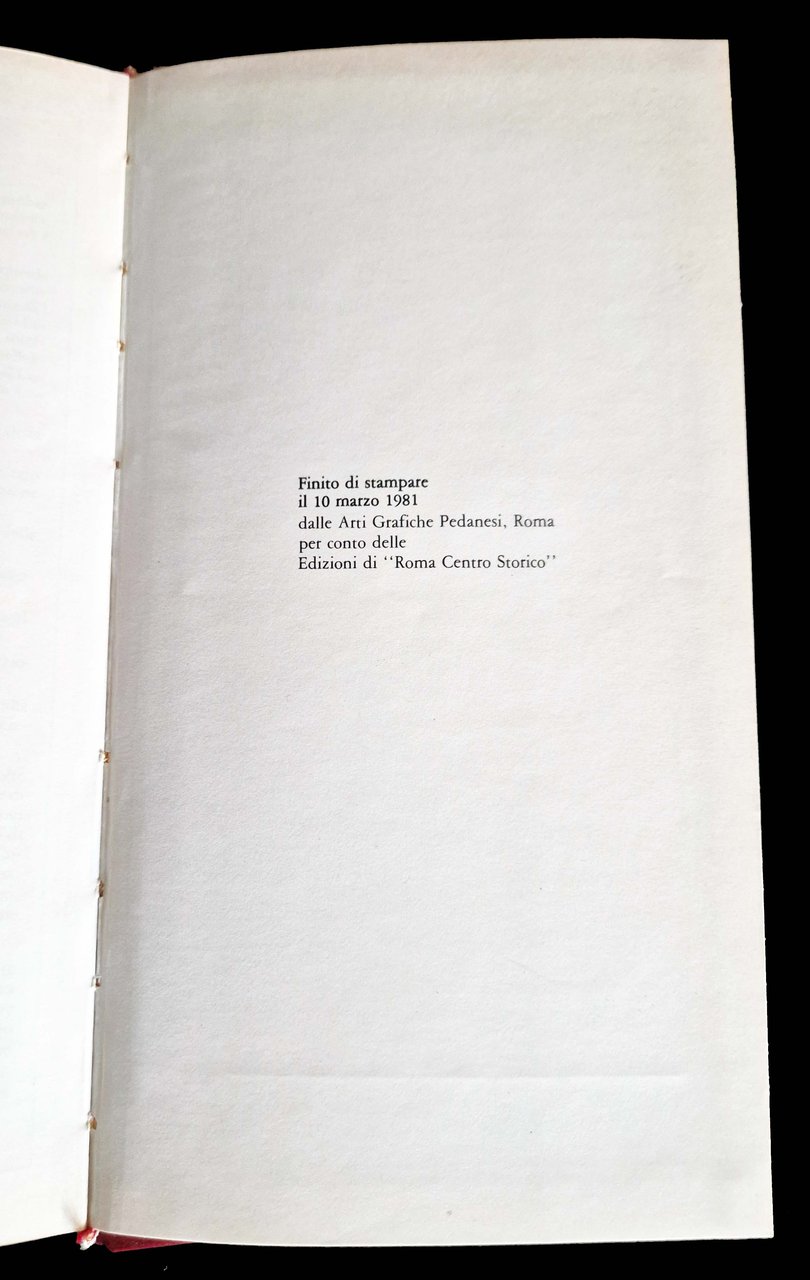 Finito di stampare
il 10 marzo 1981
dalle Arti Grafiche Pedanesi, Roma
per conto delle
Edizioni di ‘‘Roma Centro Storico’’